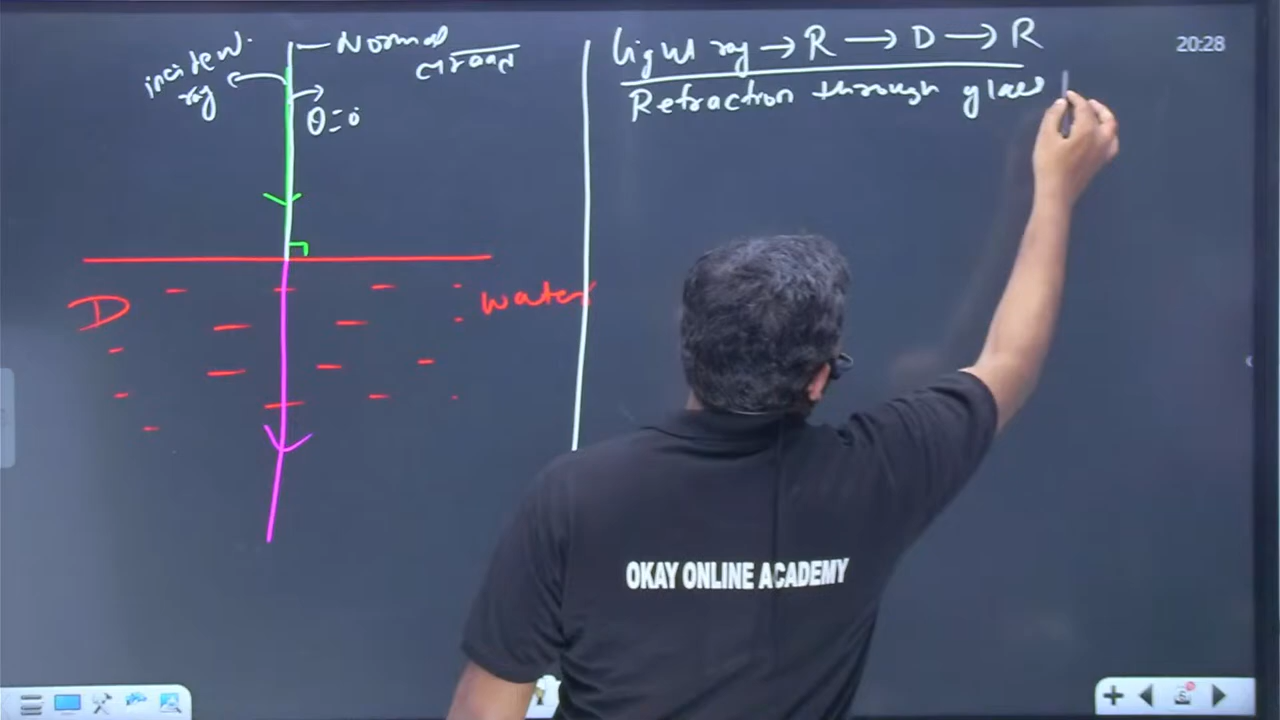 incident
ray
Normal
θ=0
D
water
light ray → R → D → R
Refraction through glass
20:28
OKAY ONLINE ACADEMY